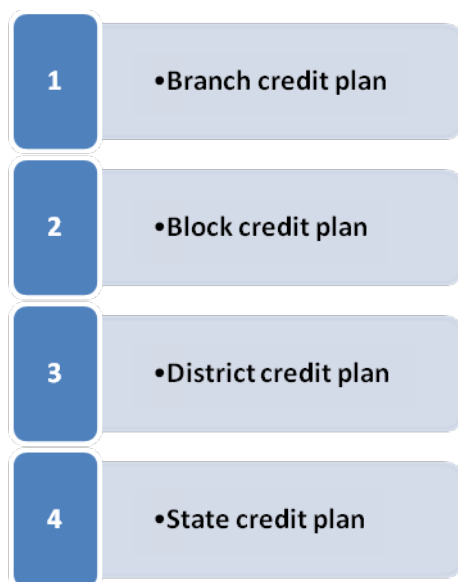 1 •Branch credit plan
2 •Block credit plan
3 •District credit plan
4 •State credit plan